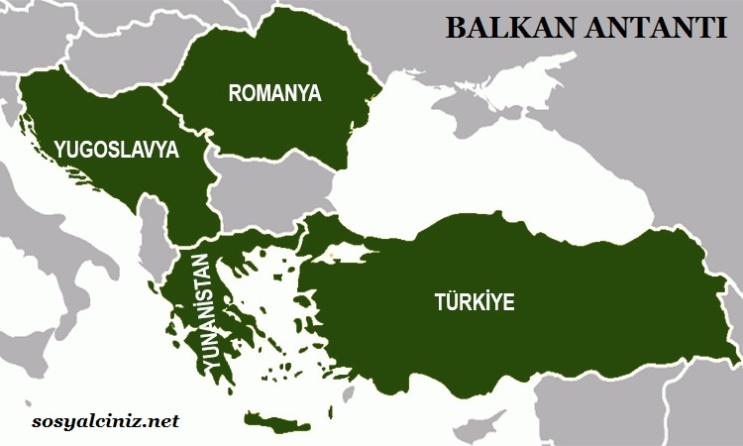 BALKAN ANTANTI
ROMANYA
YUGOSLAVYA
YUNANİSTAN
TÜRKİYE
sosyalciniz.net